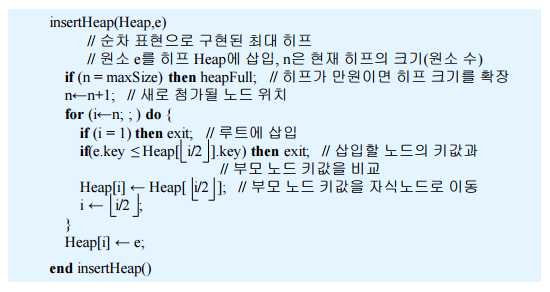 insertHeap(Heap,e)
// 순차 표현으로 구현된 최대 히프
// 원소 e를 히프 Heap에 삽입, n은 현재 히프의 크기(원소 수)
if (n = maxSize) then heapFull; // 히프가 만원이면 히프 크기를 확장
n←n+1; // 새로 첨가될 노드 위치
for (i←n; ; ) do {
if (i = 1) then exit; // 루트에 삽입
if(e.key ≤ Heap[⌊i/2⌋].key) then exit; // 삽입할 노드의 키값과
// 부모 노드 키값을 비교
Heap[i] ← Heap[ ⌊i/2⌋]; // 부모 노드 키값을 자식노드로 이동
i ← ⌊i/2⌋;
}
Heap[i] ← e;
end insertHeap()